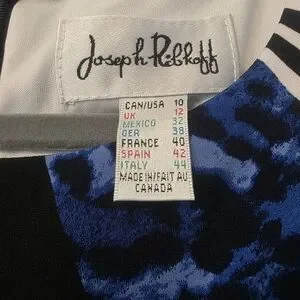 Joseph Ribkoff
CAN/USA 10
UK 12
MEXICO 32
GER 38
FRANCE 40
SPAIN 42
ITALY 44
MADE IN/FAIT AU
CANADA